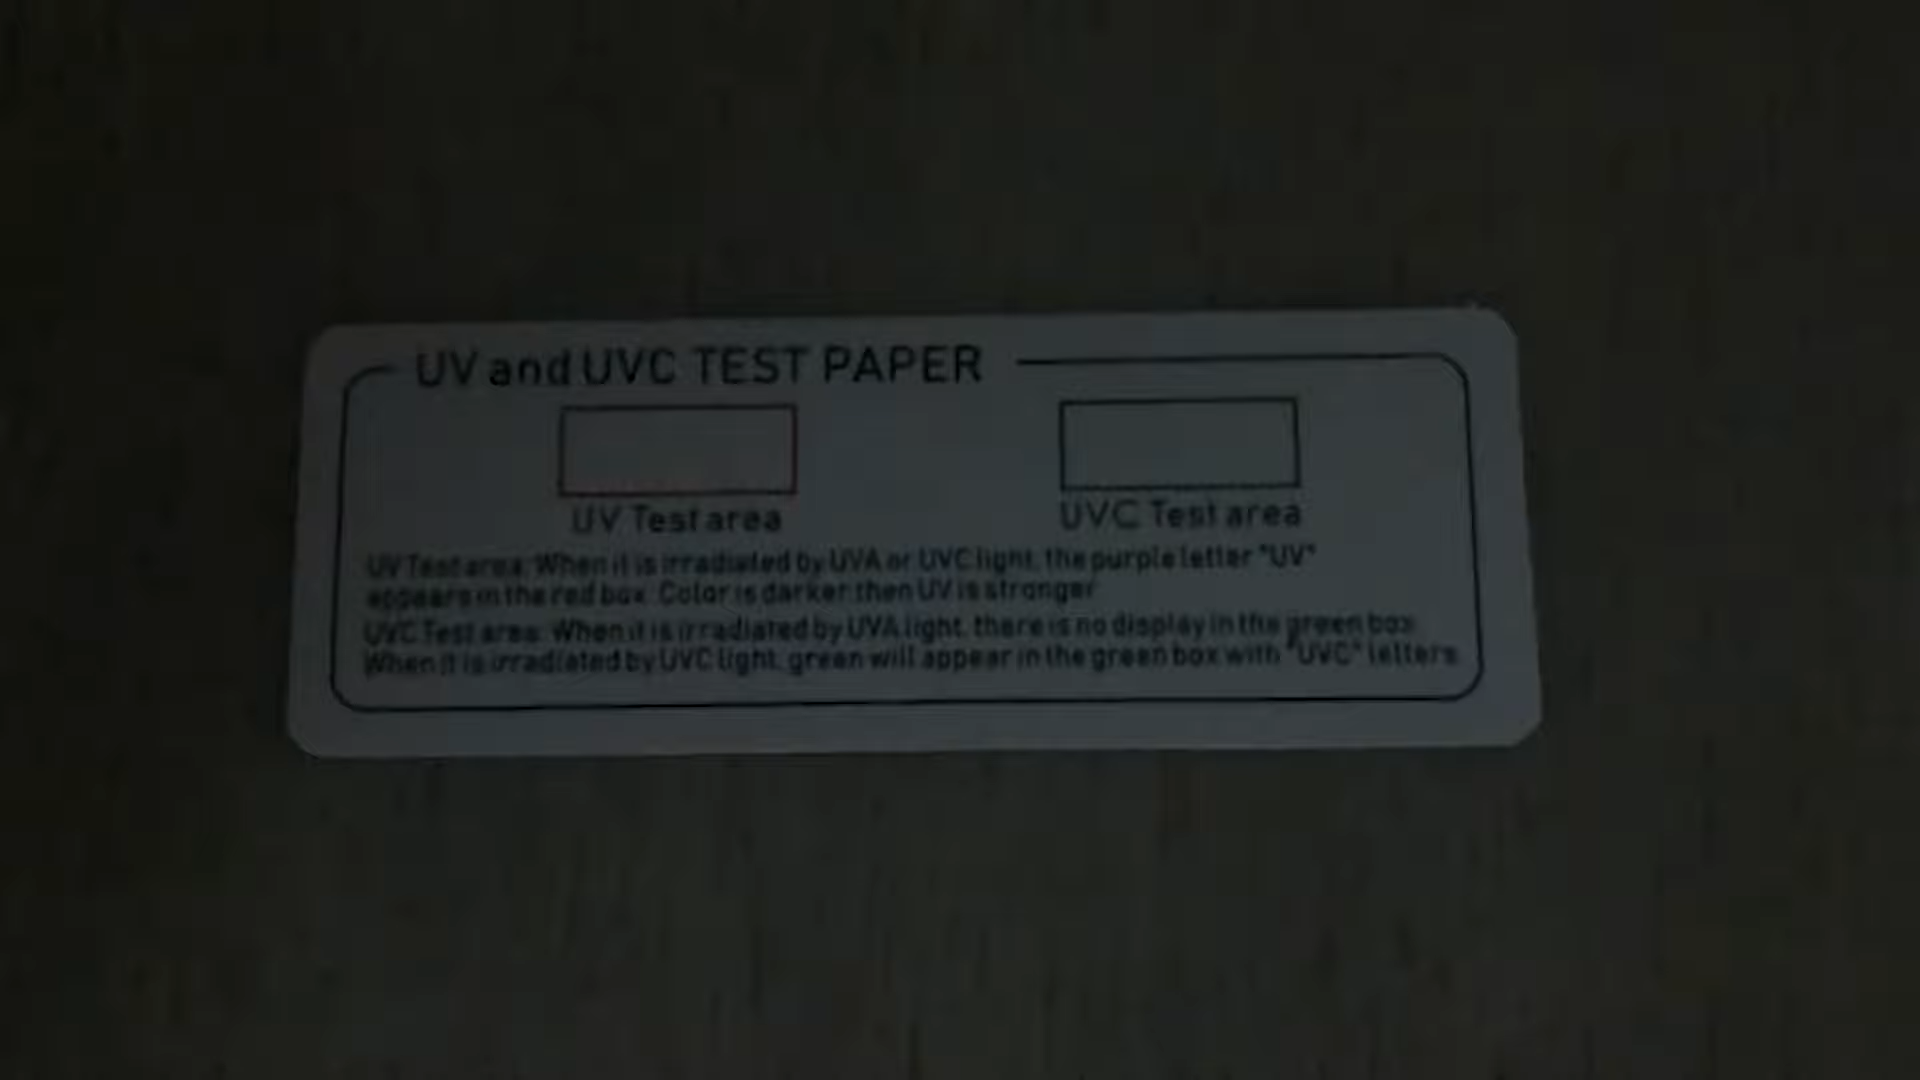 UV and UVC TEST PAPER
UV Test area
UVC Test area
UV Test area: When it is irradiated by UVA or UVC light, the purple letter "UV"
appears in the red box. Color is darker then UV is stronger
UVC Test area: When it is irradiated by UVA light, there is no display in the green box.
When it is irradiated by UVC light, green will appear in the green box with "UVC" letters